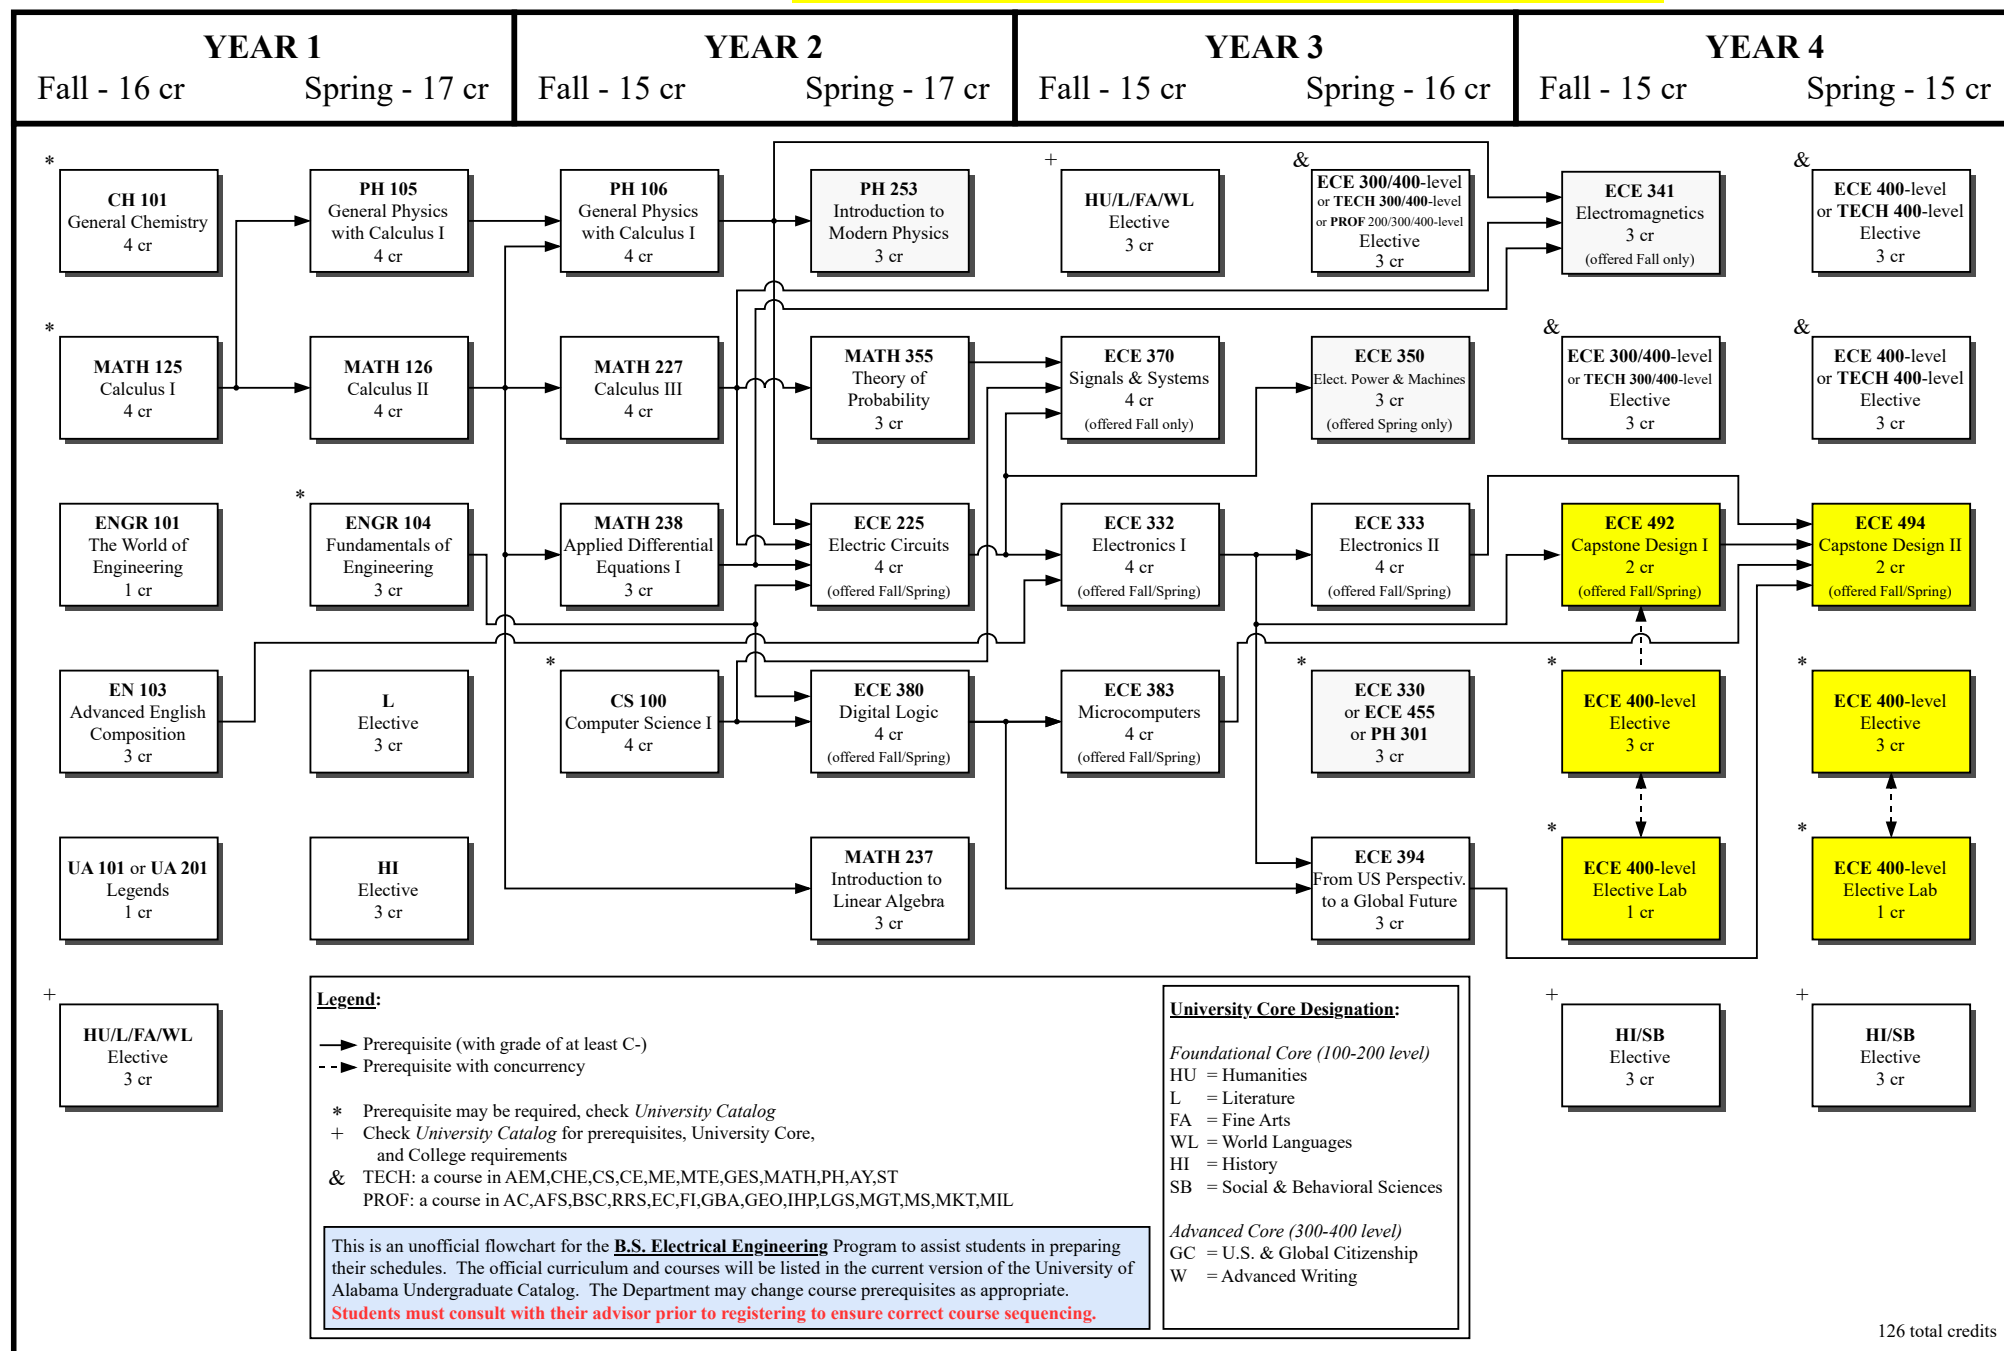 YEAR 1
Fall - 16 cr
Spring - 17 cr
YEAR 2
Fall - 15 cr
Spring - 17 cr
YEAR 3
Fall - 15 cr
Spring - 16 cr
YEAR 4
Fall - 15 cr
Spring - 15 cr
*
CH 101
General Chemistry
4 cr
PH 105
General Physics
with Calculus I
4 cr
PH 106
General Physics
with Calculus I
4 cr
PH 253
Introduction to
Modern Physics
3 cr
+
HU/L/FA/WL
Elective
3 cr
&
ECE 300/400-level
or TECH 300/400-level
or PROF 200/300/400-level
Elective
3 cr
ECE 341
Electromagnetics
3 cr
(offered Fall only)
&
ECE 400-level
or TECH 400-level
Elective
3 cr
*
MATH 125
Calculus I
4 cr
MATH 126
Calculus II
4 cr
MATH 227
Calculus III
4 cr
MATH 355
Theory of
Probability
3 cr
ECE 370
Signals & Systems
4 cr
(offered Fall only)
ECE 350
Elect. Power & Machines
3 cr
(offered Spring only)
&
ECE 300/400-level
or TECH 300/400-level
Elective
3 cr
&
ECE 400-level
or TECH 400-level
Elective
3 cr
ENGR 101
The World of
Engineering
1 cr
*
ENGR 104
Fundamentals of
Engineering
3 cr
MATH 238
Applied Differential
Equations I
3 cr
ECE 225
Electric Circuits
4 cr
(offered Fall/Spring)
ECE 332
Electronics I
4 cr
(offered Fall/Spring)
ECE 333
Electronics II
4 cr
(offered Fall/Spring)
ECE 492
Capstone Design I
2 cr
(offered Fall/Spring)
ECE 494
Capstone Design II
2 cr
(offered Fall/Spring)
EN 103
Advanced English
Composition
3 cr
L
Elective
3 cr
*
CS 100
Computer Science I
4 cr
ECE 380
Digital Logic
4 cr
(offered Fall/Spring)
ECE 383
Microcomputers
4 cr
(offered Fall/Spring)
*
ECE 330
or ECE 455
or PH 301
3 cr
*
ECE 400-level
Elective
3 cr
*
ECE 400-level
Elective
3 cr
UA 101 or UA 201
Legends
1 cr
HI
Elective
3 cr
MATH 237
Introduction to
Linear Algebra
3 cr
ECE 394
From US Perspectiv.
to a Global Future
3 cr
*
ECE 400-level
Elective Lab
1 cr
*
ECE 400-level
Elective Lab
1 cr
+
HU/L/FA/WL
Elective
3 cr
+
HI/SB
Elective
3 cr
+
HI/SB
Elective
3 cr
Legend:
Prerequisite (with grade of at least C-)
Prerequisite with concurrency
* Prerequisite may be required, check University Catalog
+ Check University Catalog for prerequisites, University Core,
and College requirements
& TECH: a course in AEM,CHE,CS,CE,ME,MTE,GES,MATH,PH,AY,ST
PROF: a course in AC,AFS,BSC,RRS,EC,FI,GBA,GEO,IHP,LGS,MGT,MS,MKT,MIL
This is an unofficial flowchart for the B.S. Electrical Engineering Program to assist students in preparing
their schedules. The official curriculum and courses will be listed in the current version of the University of
Alabama Undergraduate Catalog. The Department may change course prerequisites as appropriate.
Students must consult with their advisor prior to registering to ensure correct course sequencing.
University Core Designation:
Foundational Core (100-200 level)
HU = Humanities
L = Literature
FA = Fine Arts
WL = World Languages
HI = History
SB = Social & Behavioral Sciences
Advanced Core (300-400 level)
GC = U.S. & Global Citizenship
W = Advanced Writing
126 total credits